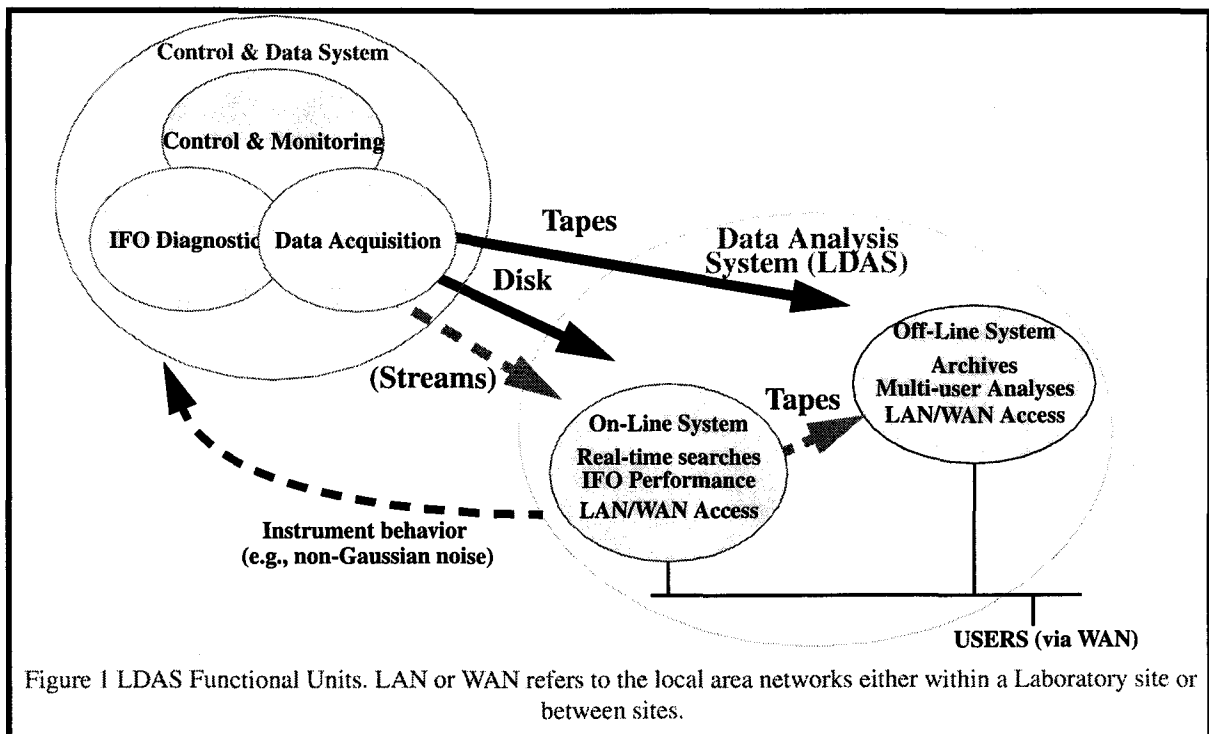 Control & Data System
Control & Monitoring
IFO Diagnostic
Data Acquisition
Tapes
Disk
(Streams)
Data Analysis
System (LDAS)
Off-Line System
Archives
Multi-user Analyses
LAN/WAN Access
Tapes
On-Line System
Real-time searches
IFO Performance
LAN/WAN Access
Instrument behavior
(e.g., non-Gaussian noise)
USERS (via WAN)
Figure 1 LDAS Functional Units. LAN or WAN refers to the local area networks either within a Laboratory site or
between sites.